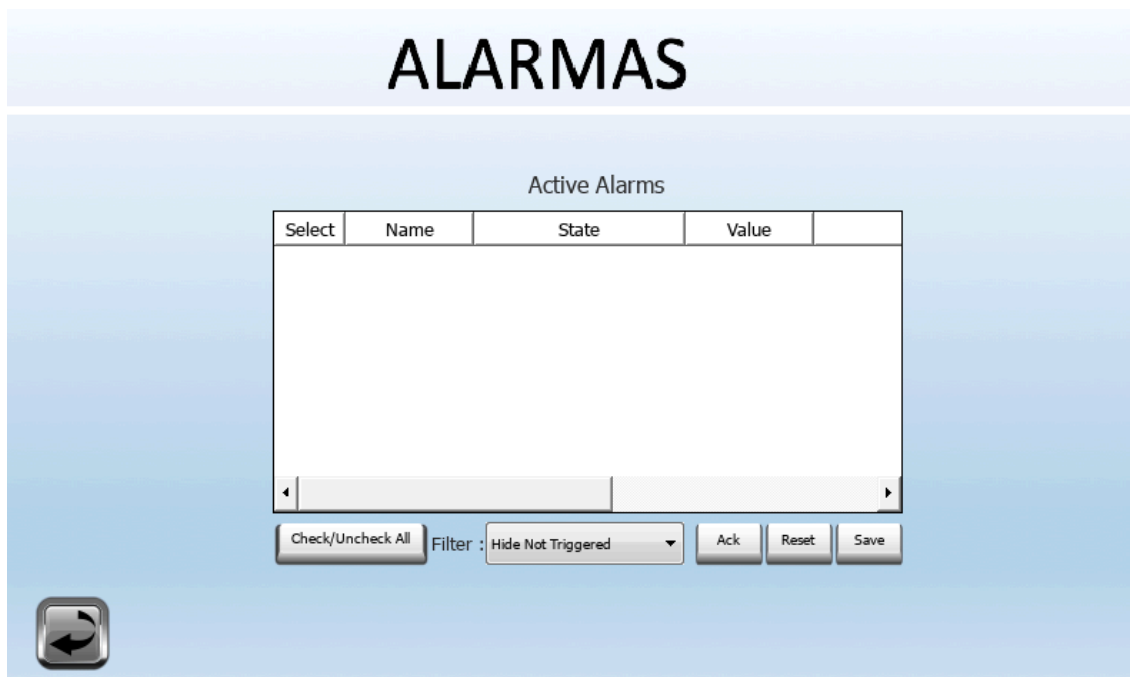 ALARMAS
Active Alarms
Select Name State Value
Check/Uncheck All Filter : Hide Not Triggered Ack Reset Save